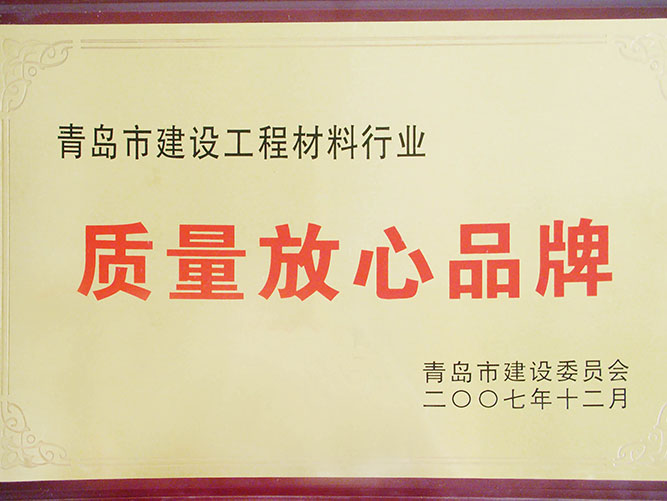 青岛市建设工程材料行业
质量放心品牌
青岛市建设委员会
二〇〇七年十二月